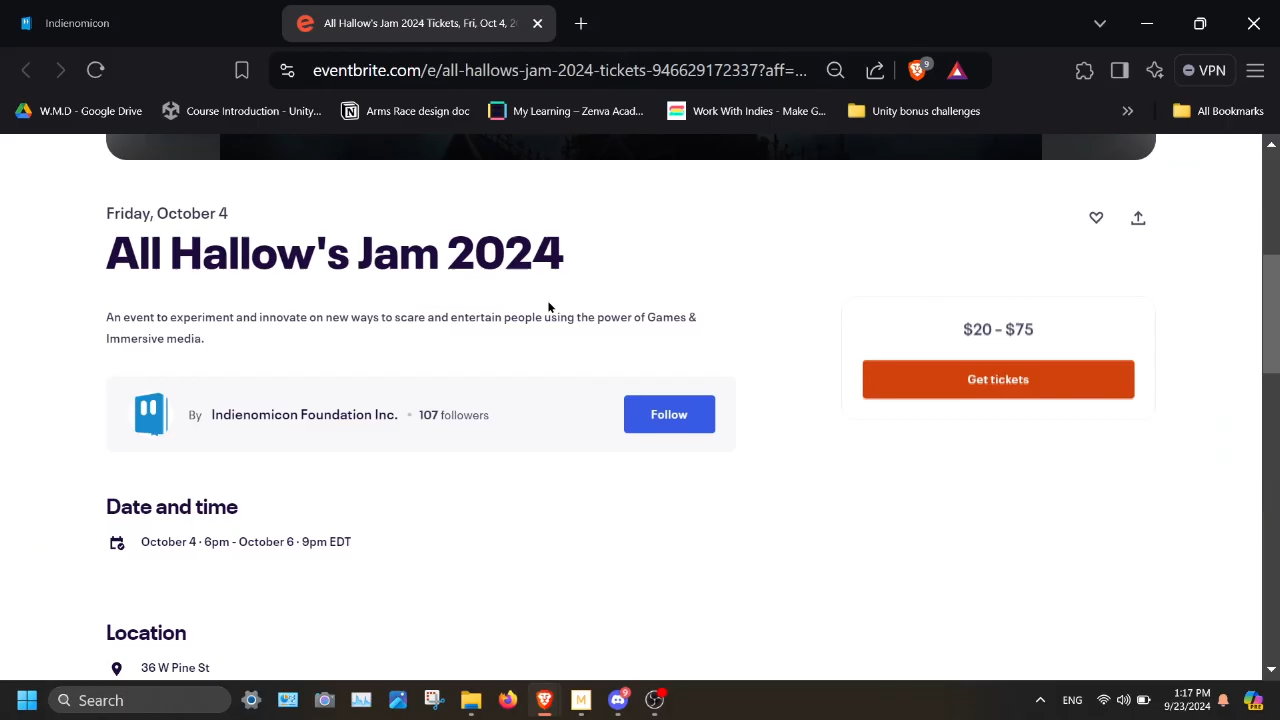 Indienomicon
All Hallow's Jam 2024 Tickets, Fri, Oct 4, 2
eventbrite.com/e/all-hallows-jam-2024-tickets-946629172337?aff=...
9
VPN
W.M.D - Google Drive
Course Introduction - Unity...
Arms Race design doc
My Learning – Zenva Acad...
Work With Indies - Make G...
Unity bonus challenges
All Bookmarks
Friday, October 4
All Hallow's Jam 2024
An event to experiment and innovate on new ways to scare and entertain people using the power of Games &
Immersive media.
$20 – $75
Get tickets
By Indienomicon Foundation Inc. • 107 followers
Follow
Date and time
October 4 · 6pm - October 6 · 9pm EDT
Location
36 W Pine St
Search
9
ENG
1:17 PM
9/23/2024